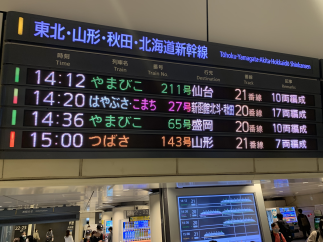 東北・山形・秋田・北海道新幹線 Tohoku・Yamagata・Akita・Hokkaido Shinkansen
時刻 列車名 番号 行先 番線 記事
Time Train Train No. Destination Track Remarks
14:12 やまびこ 211号 仙台 21番線 10両編成
14:20 はやぶさ・こまち 27号 新函館北斗・秋田 20番線 17両編成
14:36 やまびこ 65号 盛岡 20番線 10両編成
15:00 つばさ 143号 山形 21番線 7両編成